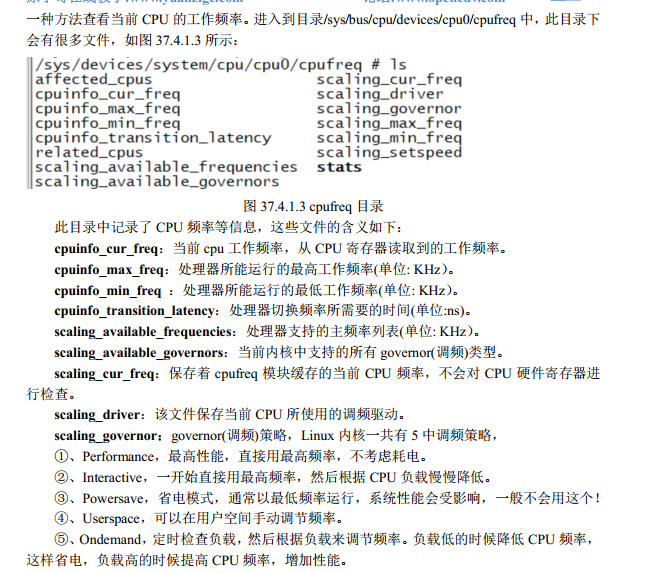 一种方法查看当前 CPU 的工作频率。进入到目录/sys/bus/cpu/devices/cpu0/cpufreq 中，此目录下
会有很多文件，如图 37.4.1.3 所示：
/sys/devices/system/cpu/cpu0/cpufreq # ls
affected_cpus scaling_cur_freq
cpuinfo_cur_freq scaling_driver
cpuinfo_max_freq scaling_governor
cpuinfo_min_freq scaling_max_freq
cpuinfo_transition_latency scaling_min_freq
related_cpus scaling_setspeed
scaling_available_frequencies stats
scaling_available_governors
图 37.4.1.3 cpufreq 目录
此目录中记录了 CPU 频率等信息，这些文件的含义如下：
cpuinfo_cur_freq：当前 cpu 工作频率，从 CPU 寄存器读取到的工作频率。
cpuinfo_max_freq：处理器所能运行的最高工作频率(单位: KHz）。
cpuinfo_min_freq ：处理器所能运行的最低工作频率(单位: KHz）。
cpuinfo_transition_latency：处理器切换频率所需要的时间(单位:ns)。
scaling_available_frequencies：处理器支持的主频率列表(单位: KHz）。
scaling_available_governors：当前内核中支持的所有 governor(调频)类型。
scaling_cur_freq：保存着 cpufreq 模块缓存的当前 CPU 频率，不会对 CPU 硬件寄存器进
行检查。
scaling_driver：该文件保存当前 CPU 所使用的调频驱动。
scaling_governor：governor(调频)策略，Linux 内核一共有 5 中调频策略，
①、Performance，最高性能，直接用最高频率，不考虑耗电。
②、Interactive，一开始直接用最高频率，然后根据 CPU 负载慢慢降低。
③、Powersave，省电模式，通常以最低频率运行，系统性能会受影响，一般不会用这个！
④、Userspace，可以在用户空间手动调节频率。
⑤、Ondemand，定时检查负载，然后根据负载来调节频率。负载低的时候降低 CPU 频率，
这样省电，负载高的时候提高 CPU 频率，增加性能。